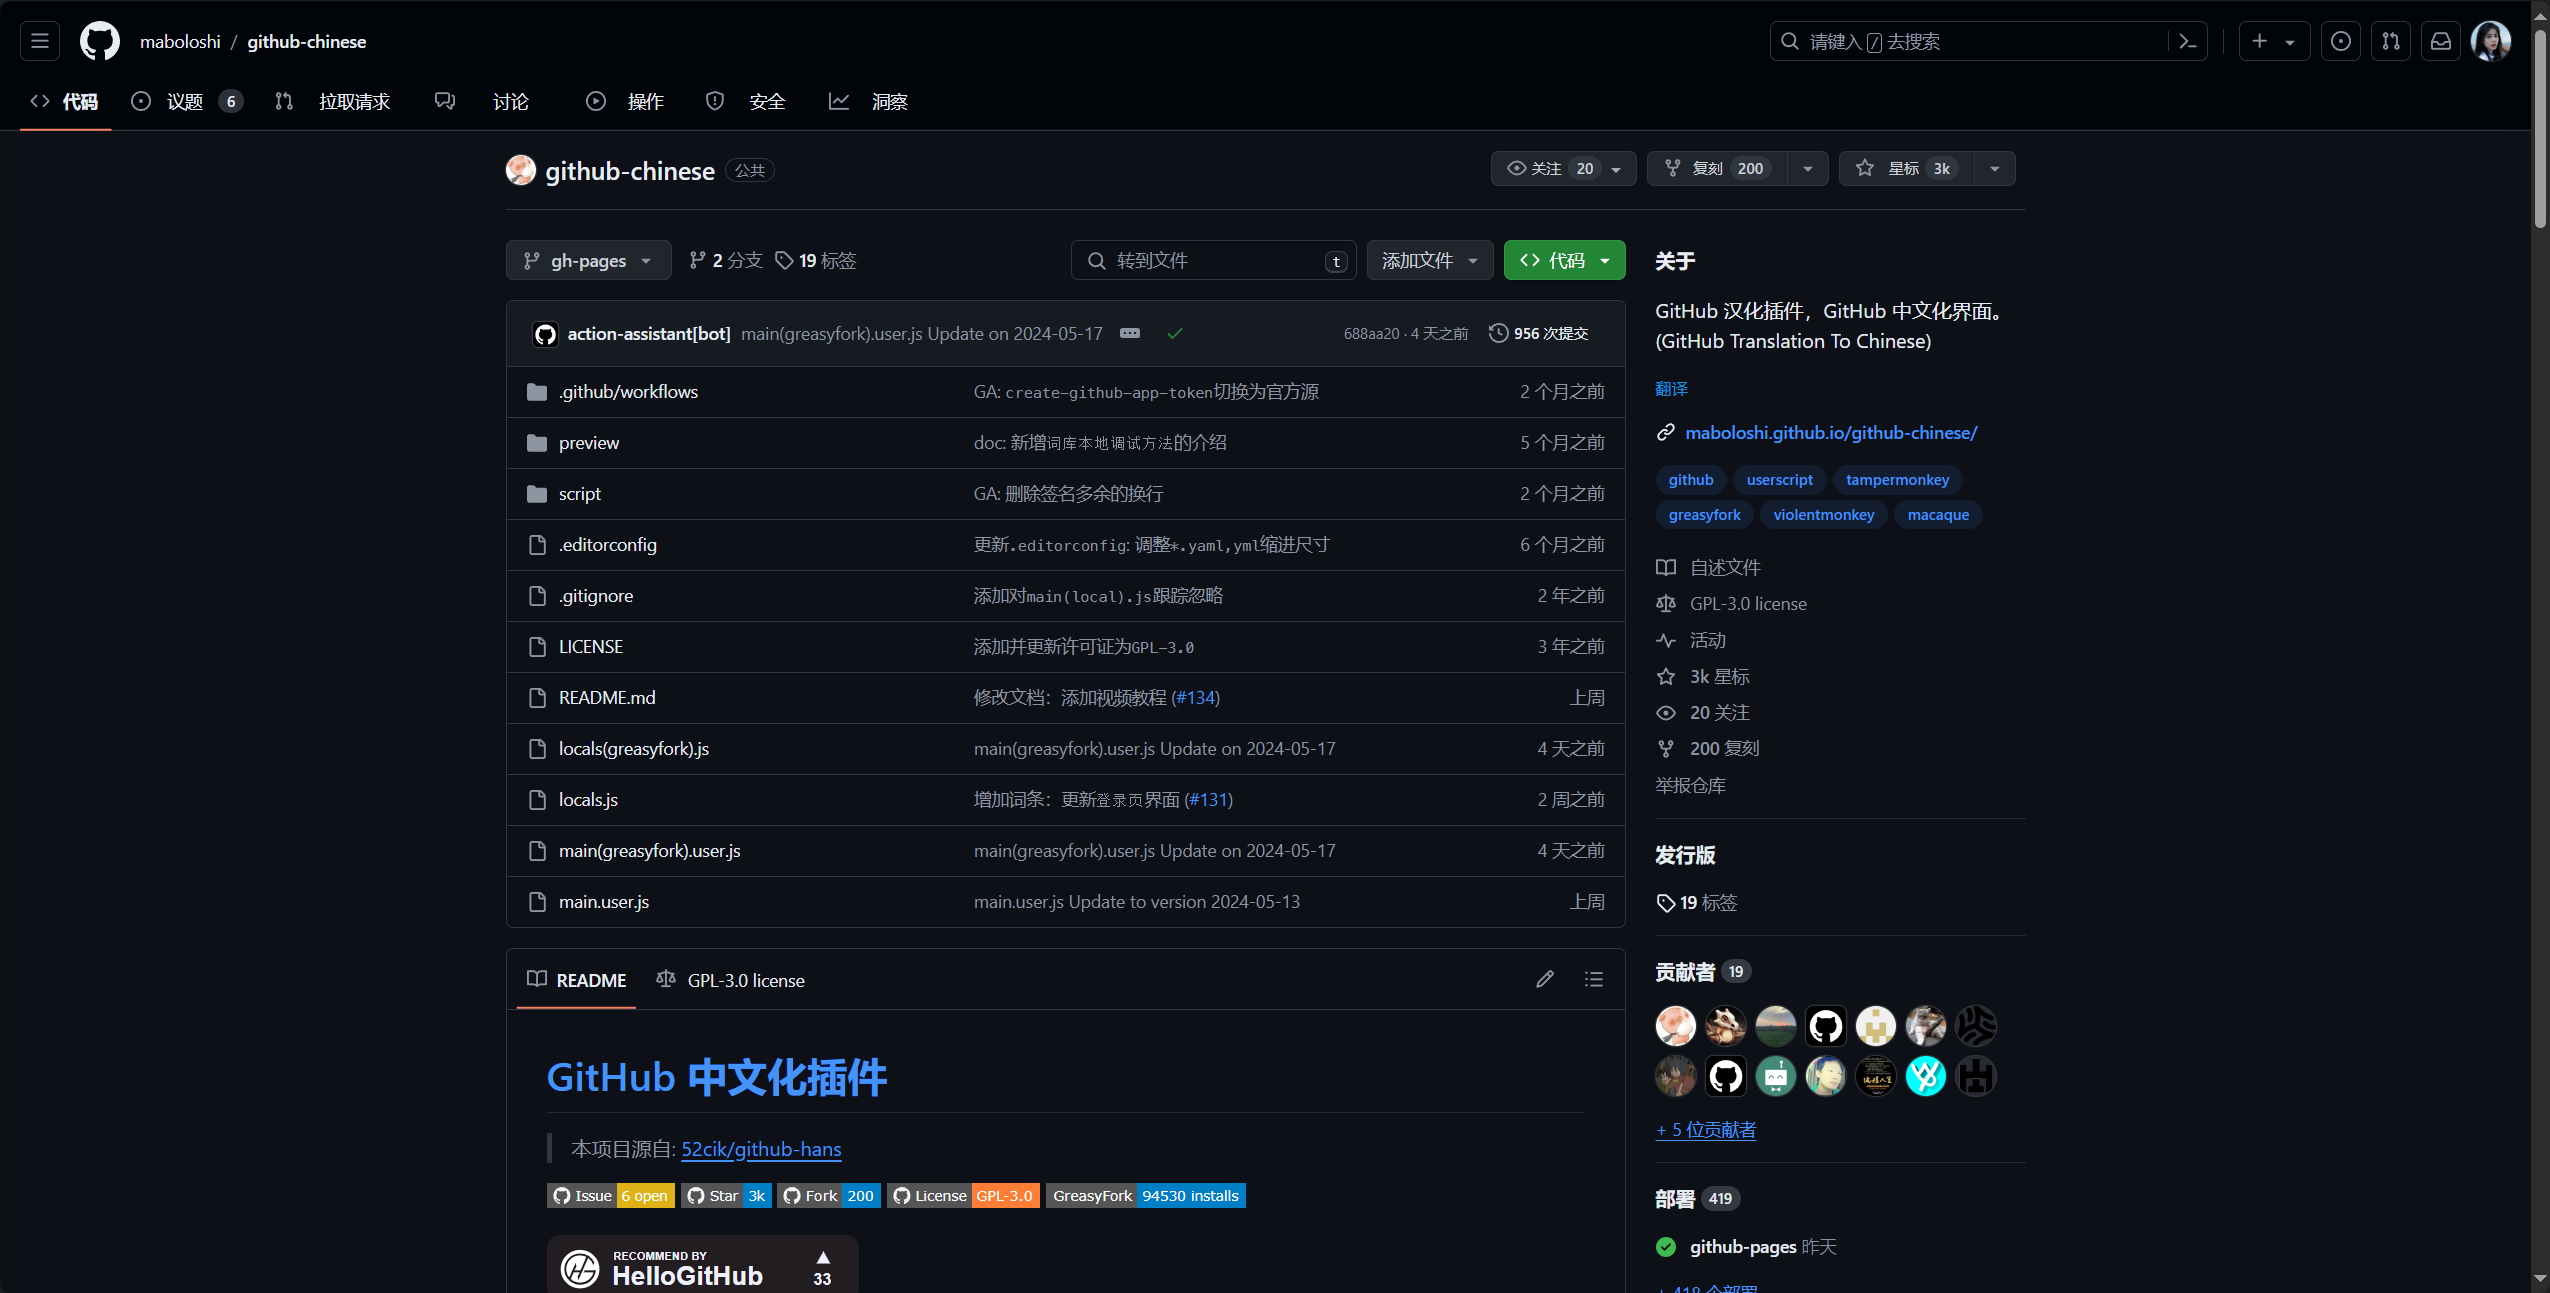 maboloshi / github-chinese
请键入 / 去搜索
代码 议题 6 拉取请求 讨论 操作 安全 洞察
github-chinese 公共
关注 20 复刻 200 星标 3k
gh-pages 2 分支 19 标签
转到文件 t 添加文件 代码
action-assistant[bot] main(greasyfork).user.js Update on 2024-05-17 688aa20 · 4 天之前 956 次提交
.github/workflows GA: create-github-app-token切换为官方源 2 个月之前
preview doc: 新增词库本地调试方法的介绍 5 个月之前
script GA: 删除签名多余的换行 2 个月之前
.editorconfig 更新.editorconfig: 调整*.yaml,yml缩进尺寸 6 个月之前
.gitignore 添加对main(local).js跟踪忽略 2 年之前
LICENSE 添加并更新许可证为GPL-3.0 3 年之前
README.md 修改文档：添加视频教程 (#134) 上周
locals(greasyfork).js main(greasyfork).user.js Update on 2024-05-17 4 天之前
locals.js 增加词条：更新登录页界面 (#131) 2 周之前
main(greasyfork).user.js main(greasyfork).user.js Update on 2024-05-17 4 天之前
main.user.js main.user.js Update to version 2024-05-13 上周
README GPL-3.0 license
GitHub 中文化插件
本项目源自: 52cik/github-hans
Issue 6 open Star 3k Fork 200 License GPL-3.0 GreasyFork 94530 installs
RECOMMEND BY
HelloGitHub 33
关于
GitHub 汉化插件，GitHub 中文化界面。
(GitHub Translation To Chinese)
翻译
maboloshi.github.io/github-chinese/
github userscript tampermonkey
greasyfork violentmonkey macaque
自述文件
GPL-3.0 license
活动
3k 星标
20 关注
200 复刻
举报仓库
发行版
19 标签
贡献者 19
+ 5 位贡献者
部署 419
github-pages 昨天
+ 418 个部署